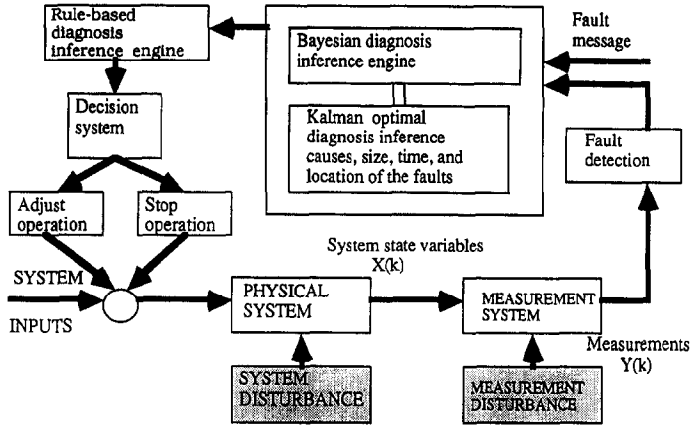 Rule-based
diagnosis
inference engine
Bayesian diagnosis
inference engine
Fault
message
Decision
system
Kalman optimal
diagnosis inference
causes, size, time, and
location of the faults
Fault
detection
Adjust
operation
Stop
operation
System state variables
X(k)
SYSTEM
INPUTS
PHYSICAL
SYSTEM
MEASUREMENT
SYSTEM
Measurements
Y(k)
SYSTEM
DISTURBANCE
MEASUREMENT
DISTURBANCE